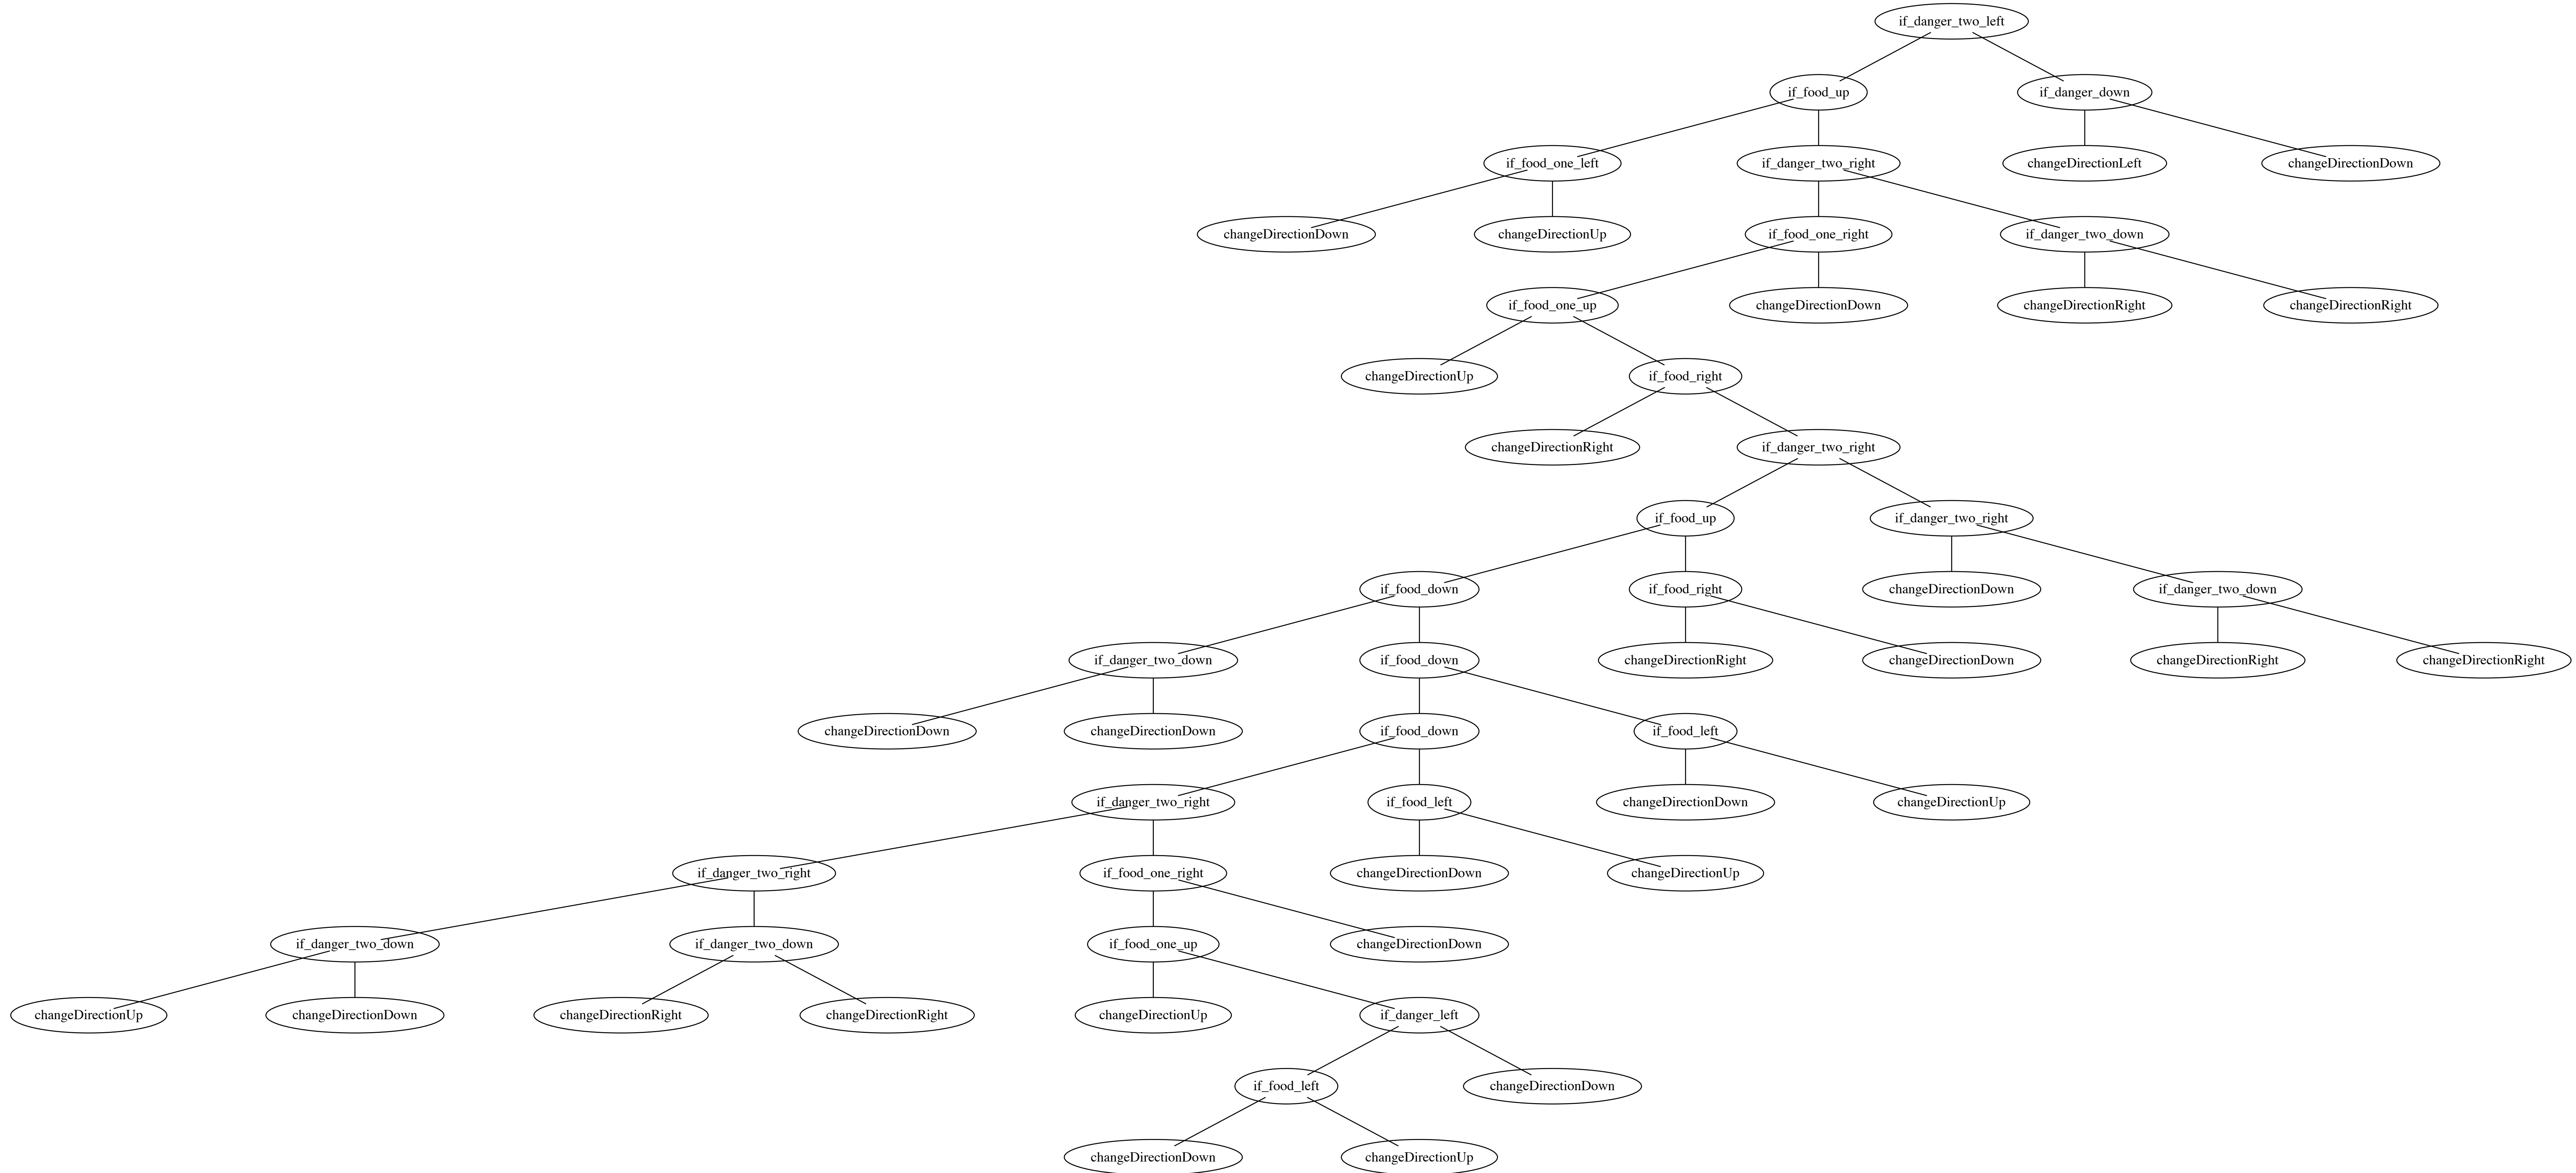 if_danger_two_left
if_food_up
if_danger_down
if_food_one_left
if_danger_two_right
changeDirectionLeft
changeDirectionDown
changeDirectionDown
changeDirectionUp
if_food_one_right
if_danger_two_down
if_food_one_up
changeDirectionDown
changeDirectionRight
changeDirectionRight
changeDirectionUp
if_food_right
changeDirectionRight
if_danger_two_right
if_food_up
if_danger_two_right
if_food_down
if_food_right
changeDirectionDown
if_danger_two_down
if_danger_two_down
if_food_down
changeDirectionRight
changeDirectionDown
changeDirectionRight
changeDirectionRight
changeDirectionDown
changeDirectionDown
if_food_down
if_food_left
if_danger_two_right
if_food_left
changeDirectionDown
changeDirectionUp
if_danger_two_right
if_food_one_right
changeDirectionDown
changeDirectionUp
if_danger_two_down
if_danger_two_down
if_food_one_up
changeDirectionDown
changeDirectionUp
changeDirectionDown
changeDirectionRight
changeDirectionRight
changeDirectionUp
if_danger_left
if_food_left
changeDirectionDown
changeDirectionDown
changeDirectionUp